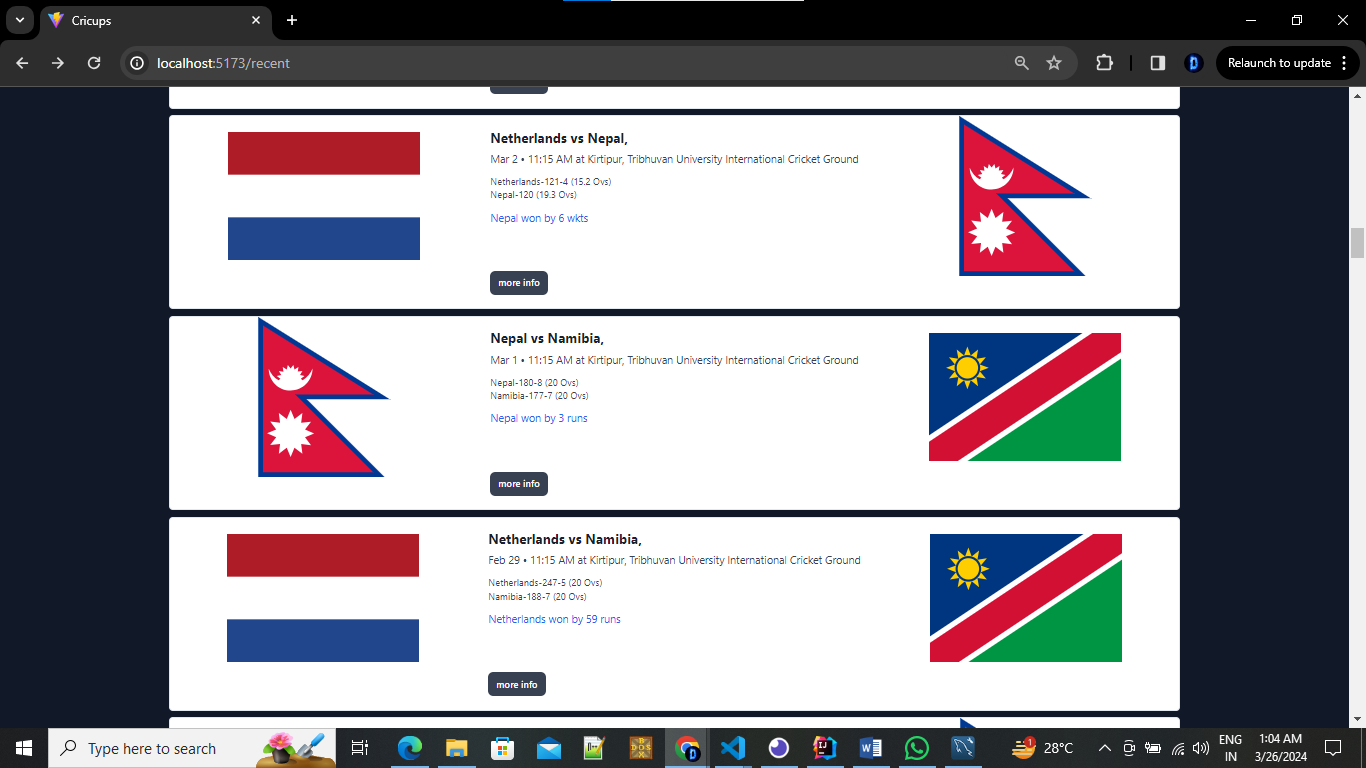 Cricups
localhost:5173/recent
Relaunch to update
Netherlands vs Nepal,
Mar 2 • 11:15 AM at Kirtipur, Tribhuvan University International Cricket Ground
Netherlands-121-4 (15.2 Ovs)
Nepal-120 (19.3 Ovs)
Nepal won by 6 wkts
more info
Nepal vs Namibia,
Mar 1 • 11:15 AM at Kirtipur, Tribhuvan University International Cricket Ground
Nepal-180-8 (20 Ovs)
Namibia-177-7 (20 Ovs)
Nepal won by 3 runs
more info
Netherlands vs Namibia,
Feb 29 • 11:15 AM at Kirtipur, Tribhuvan University International Cricket Ground
Netherlands-247-5 (20 Ovs)
Namibia-188-7 (20 Ovs)
Netherlands won by 59 runs
more info
Type here to search
DOS
W
1
28°C
ENG
IN
1:04 AM
3/26/2024